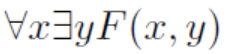 ∀x∃yF(x, y)